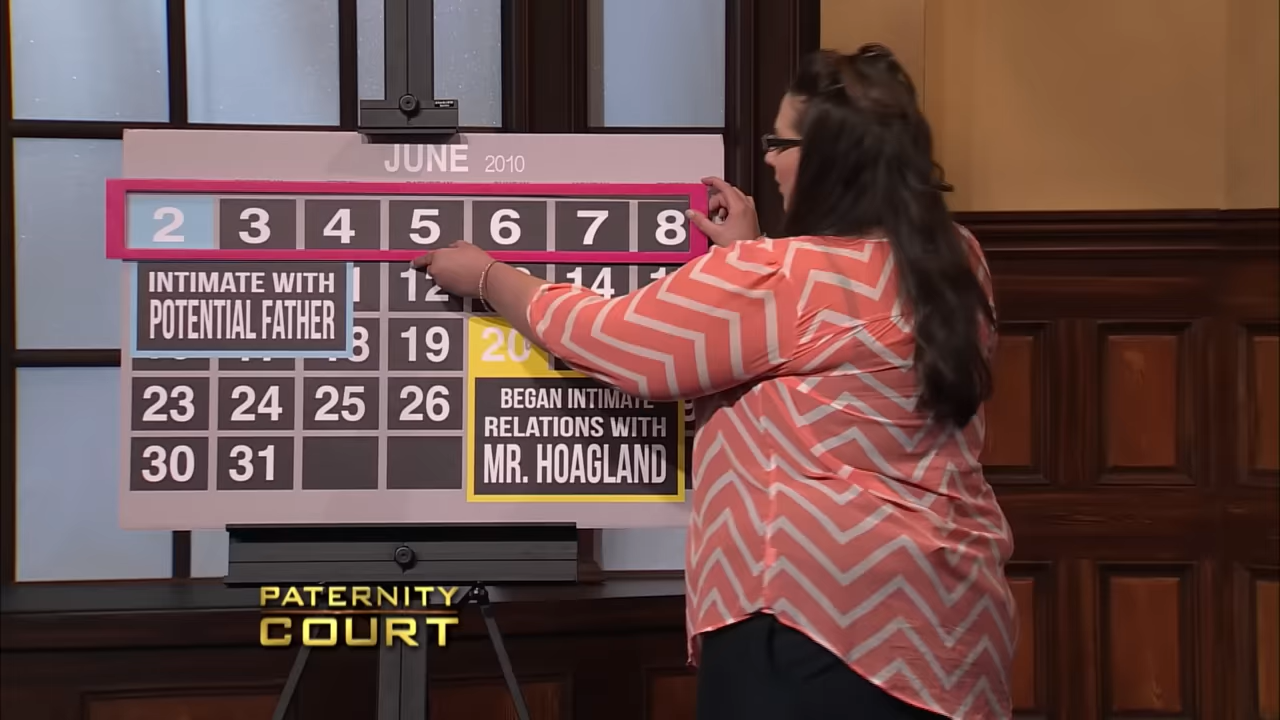 JUNE 2010
2 3 4 5 6 7 8
INTIMATE WITH
POTENTIAL FATHER
12 14
19 20
23 24 25 26
BEGAN INTIMATE
RELATIONS WITH
MR. HOAGLAND
30 31
PATERNITY
COURT